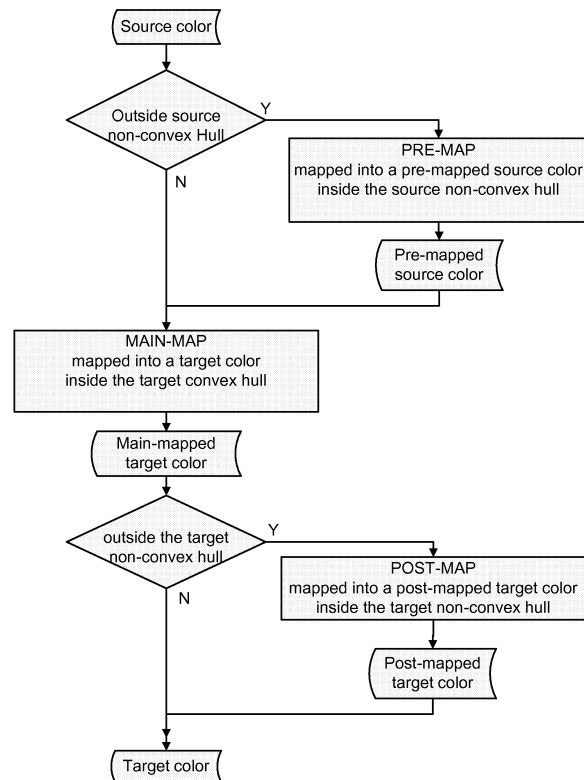 Source color
Outside source
non-convex Hull
Y
N
PRE-MAP
mapped into a pre-mapped source color
inside the source non-convex hull
Pre-mapped
source color
MAIN-MAP
mapped into a target color
inside the target convex hull
Main-mapped
target color
outside the target
non-convex hull
Y
N
POST-MAP
mapped into a post-mapped target color
inside the target non-convex hull
Post-mapped
target color
Target color